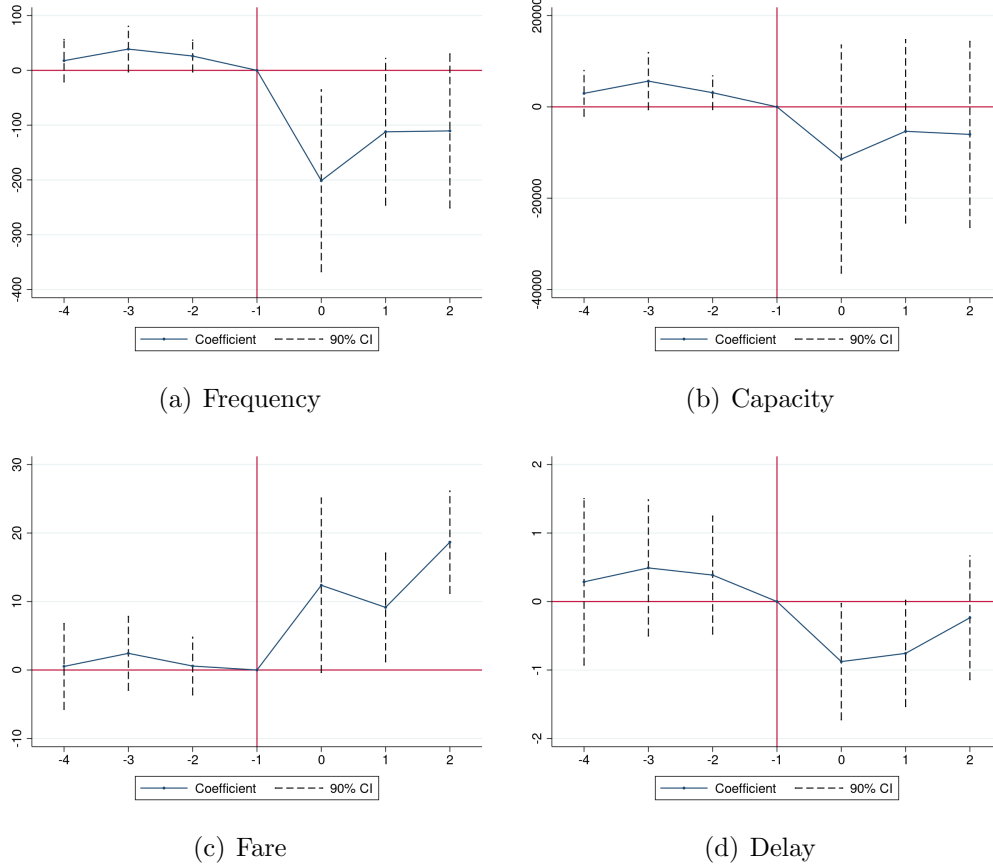 100
0
-100
-200
-300
-400
-4 -3 -2 -1 0 1 2
Coefficient 90% CI
(a) Frequency
20000
0
-20000
-40000
-4 -3 -2 -1 0 1 2
Coefficient 90% CI
(b) Capacity
30
20
10
0
-10
-4 -3 -2 -1 0 1 2
Coefficient 90% CI
(c) Fare
2
1
0
-1
-2
-4 -3 -2 -1 0 1 2
Coefficient 90% CI
(d) Delay